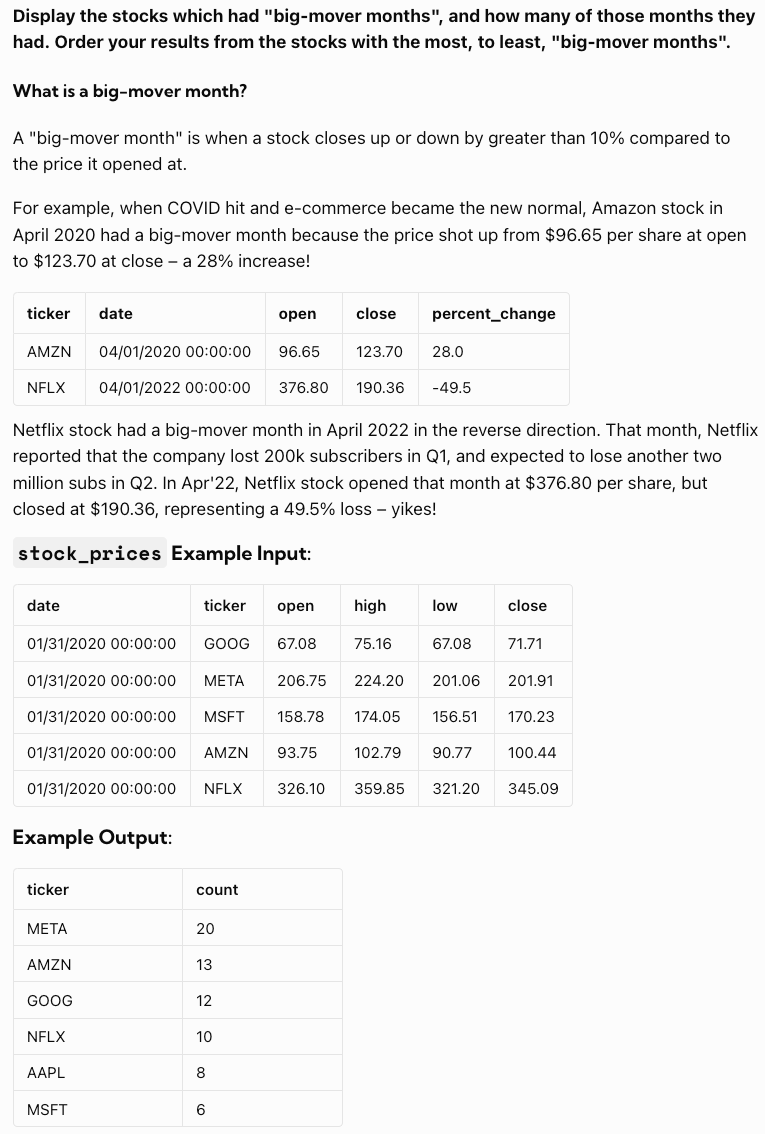 Display the stocks which had "big-mover months", and how many of those months they
had. Order your results from the stocks with the most, to least, "big-mover months".
What is a big-mover month?
A "big-mover month" is when a stock closes up or down by greater than 10% compared to
the price it opened at.
For example, when COVID hit and e-commerce became the new normal, Amazon stock in
April 2020 had a big-mover month because the price shot up from $96.65 per share at open
to $123.70 at close – a 28% increase!
ticker date open close percent_change
AMZN 04/01/2020 00:00:00 96.65 123.70 28.0
NFLX 04/01/2022 00:00:00 376.80 190.36 -49.5
Netflix stock had a big-mover month in April 2022 in the reverse direction. That month, Netflix
reported that the company lost 200k subscribers in Q1, and expected to lose another two
million subs in Q2. In Apr'22, Netflix stock opened that month at $376.80 per share, but
closed at $190.36, representing a 49.5% loss – yikes!
stock_prices Example Input:
date ticker open high low close
01/31/2020 00:00:00 GOOG 67.08 75.16 67.08 71.71
01/31/2020 00:00:00 META 206.75 224.20 201.06 201.91
01/31/2020 00:00:00 MSFT 158.78 174.05 156.51 170.23
01/31/2020 00:00:00 AMZN 93.75 102.79 90.77 100.44
01/31/2020 00:00:00 NFLX 326.10 359.85 321.20 345.09
Example Output:
ticker count
META 20
AMZN 13
GOOG 12
NFLX 10
AAPL 8
MSFT 6